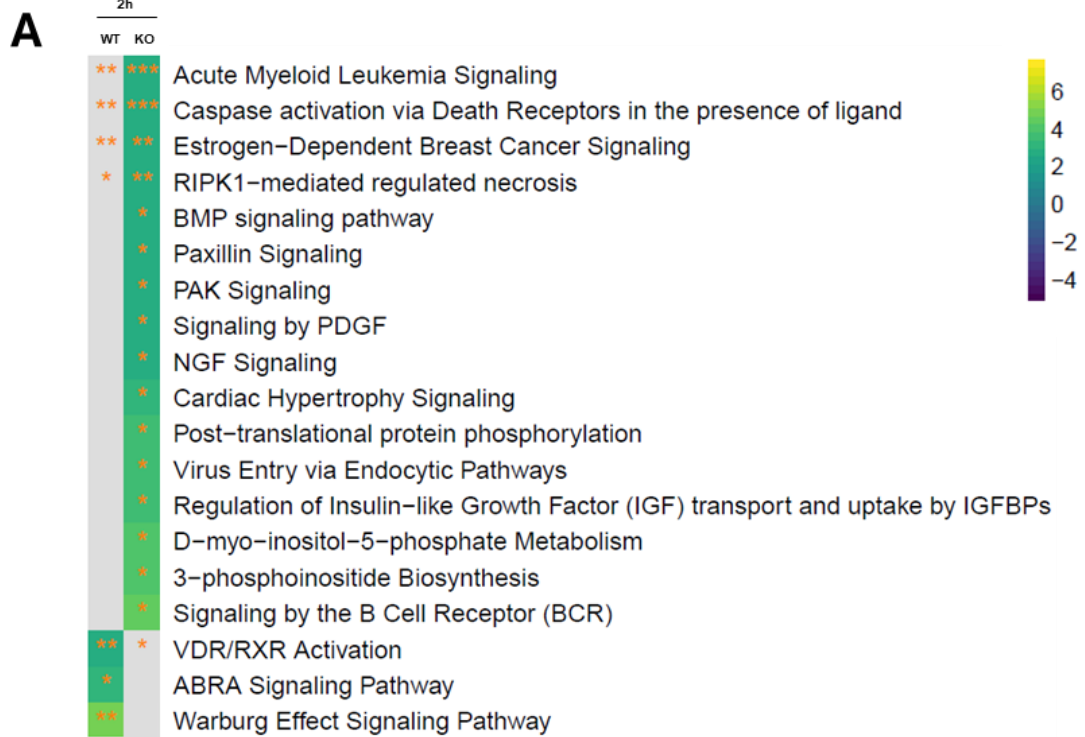 A
2h
WT KO
** *** Acute Myeloid Leukemia Signaling
** *** Caspase activation via Death Receptors in the presence of ligand
** ** Estrogen−Dependent Breast Cancer Signaling
* ** RIPK1−mediated regulated necrosis
* BMP signaling pathway
* Paxillin Signaling
* PAK Signaling
* Signaling by PDGF
* NGF Signaling
* Cardiac Hypertrophy Signaling
* Post−translational protein phosphorylation
* Virus Entry via Endocytic Pathways
* Regulation of Insulin−like Growth Factor (IGF) transport and uptake by IGFBPs
* D−myo−inositol−5−phosphate Metabolism
* 3−phosphoinositide Biosynthesis
* Signaling by the B Cell Receptor (BCR)
** * VDR/RXR Activation
* ABRA Signaling Pathway
** Warburg Effect Signaling Pathway
6
4
2
0
−2
−4